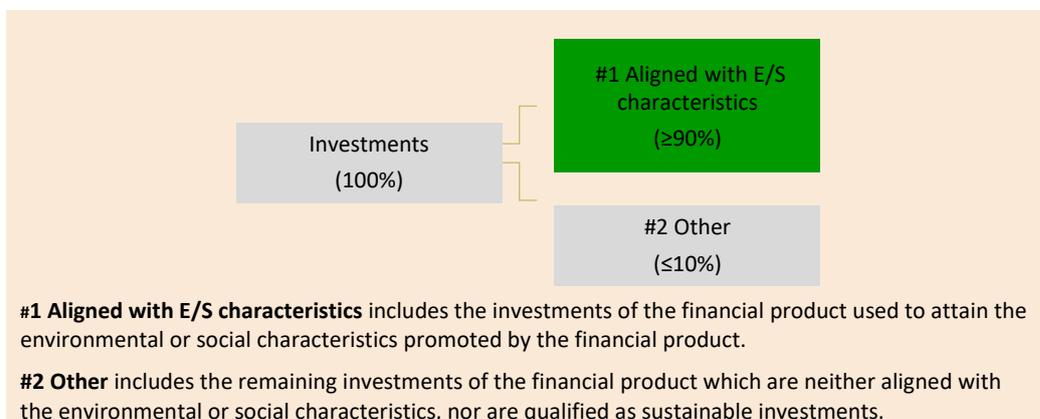 #1 Aligned with E/S
characteristics
(≥90%)
Investments
(100%)
#2 Other
(≤10%)
#1 Aligned with E/S characteristics includes the investments of the financial product used to attain the
environmental or social characteristics promoted by the financial product.
#2 Other includes the remaining investments of the financial product which are neither aligned with
the environmental or social characteristics, nor are qualified as sustainable investments.